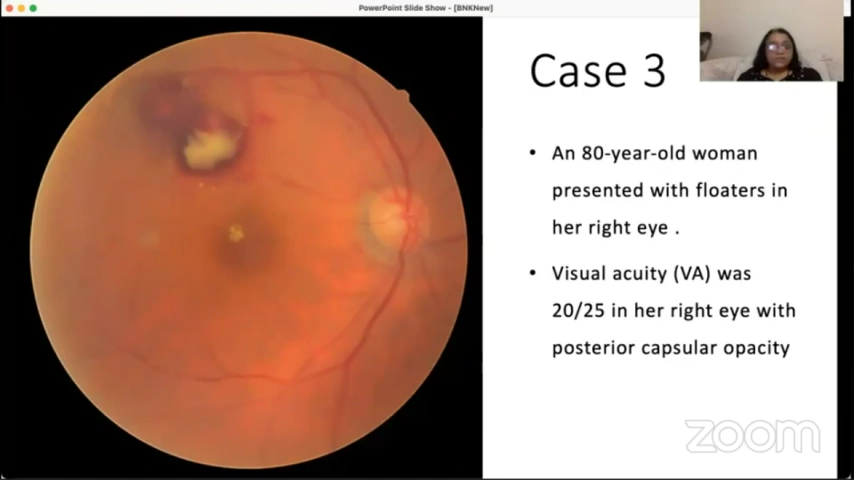 PowerPoint Slide Show - [BNKNew]
Case 3
• An 80-year-old woman
presented with floaters in
her right eye .
• Visual acuity (VA) was
20/25 in her right eye with
posterior capsular opacity
zoom